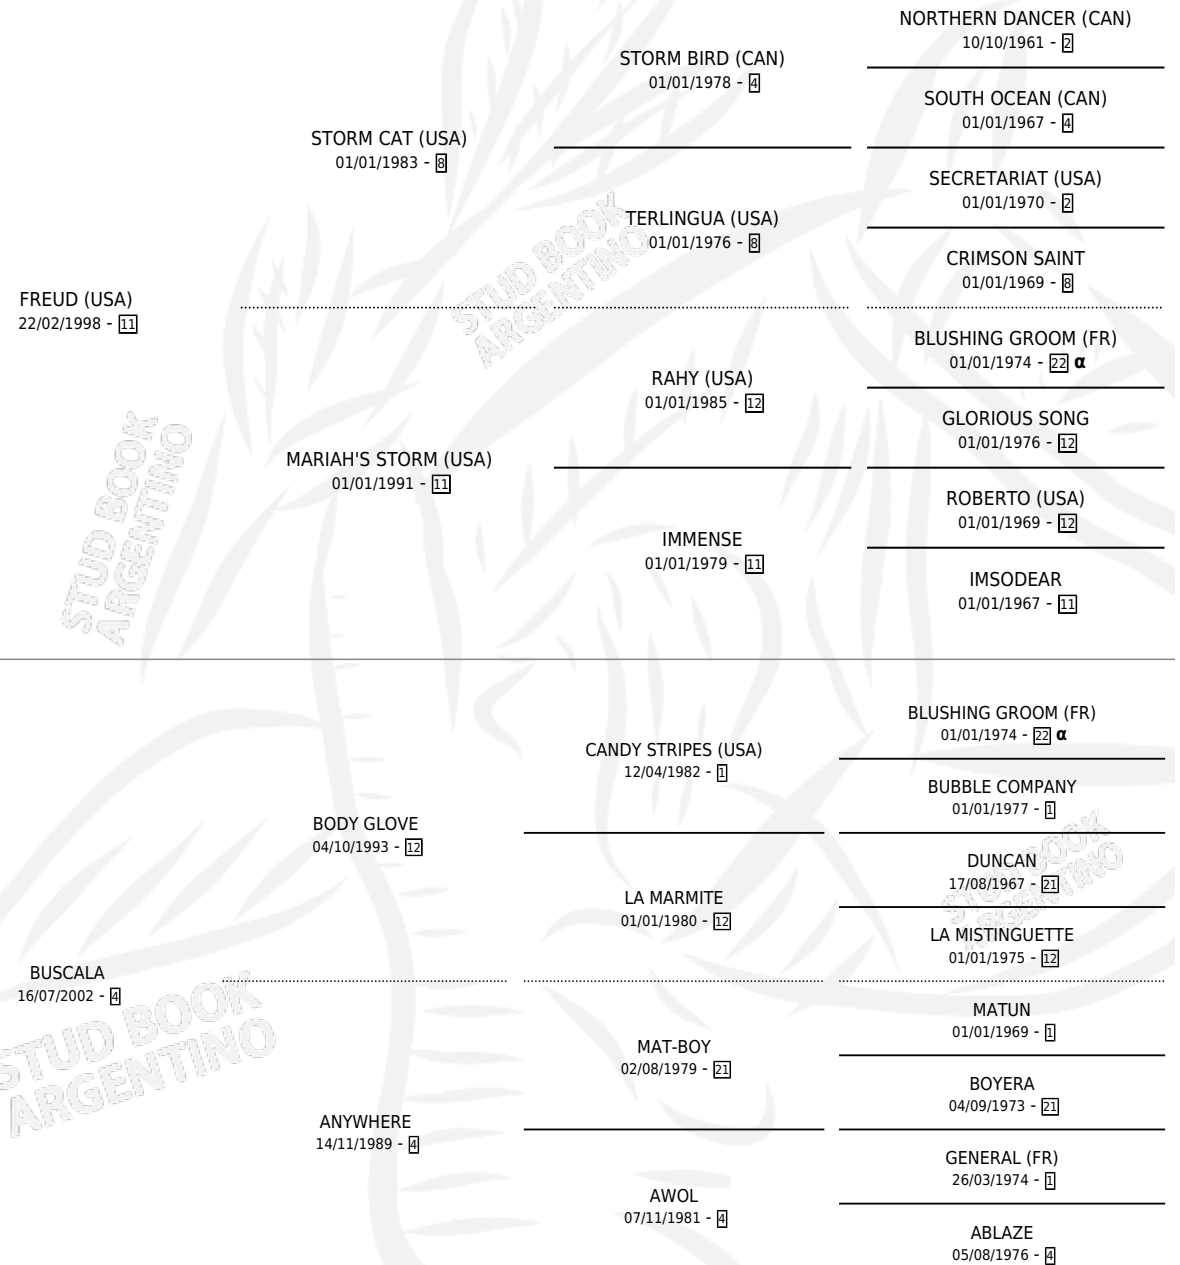 NORTHERN DANCER (CAN)
10/10/1961 - 2
STORM BIRD (CAN)
01/01/1978 - 4
SOUTH OCEAN (CAN)
01/01/1967 - 4
STORM CAT (USA)
01/01/1983 - 8
SECRETARIAT (USA)
01/01/1970 - 2
TERLINGUA (USA)
01/01/1976 - 8
CRIMSON SAINT
01/01/1969 - 8
FREUD (USA)
22/02/1998 - 11
BLUSHING GROOM (FR)
01/01/1974 - 22 α
RAHY (USA)
01/01/1985 - 12
GLORIOUS SONG
01/01/1976 - 12
MARIAH'S STORM (USA)
01/01/1991 - 11
ROBERTO (USA)
01/01/1969 - 12
IMMENSE
01/01/1979 - 11
IMSODEAR
01/01/1967 - 11
BLUSHING GROOM (FR)
01/01/1974 - 22 α
CANDY STRIPES (USA)
12/04/1982 - 1
BUBBLE COMPANY
01/01/1977 - 1
BODY GLOVE
04/10/1993 - 12
DUNCAN
17/08/1967 - 21
LA MARMITE
01/01/1980 - 12
LA MISTINGUETTE
01/01/1975 - 12
BUSCALA
16/07/2002 - 4
MATUN
01/01/1969 - 1
MAT-BOY
02/08/1979 - 21
BOYERA
04/09/1973 - 21
ANYWHERE
14/11/1989 - 4
GENERAL (FR)
26/03/1974 - 1
AWOL
07/11/1981 - 4
ABLAZE
05/08/1976 - 4
STUD BOOK
ARGENTINO
STUD BOOK
ARGENTINO
STUD BOOK
ARGENTINO
STUD BOOK
ARGENTINO